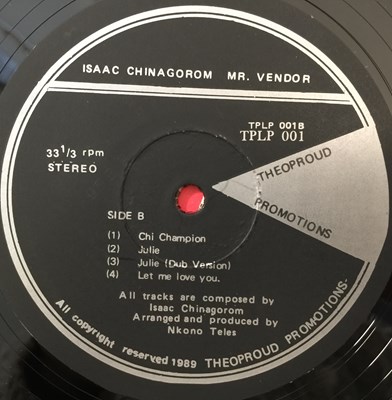 ISAAC CHINAGOROM MR. VENDOR
TPLP 001B
TPLP 001
33 1/3 rpm
STEREO
THEOPROUD
PROMOTIONS
SIDE B
(1) Chi Champion
(2) Julie
(3) Julie (Dub Version)
(4) Let me love you.
All tracks are composed by
Isaac Chinagorom
Arranged and produced by
Nkono Teles
All copyright reserved 1989 THEOPROUD PROMOTIONS-